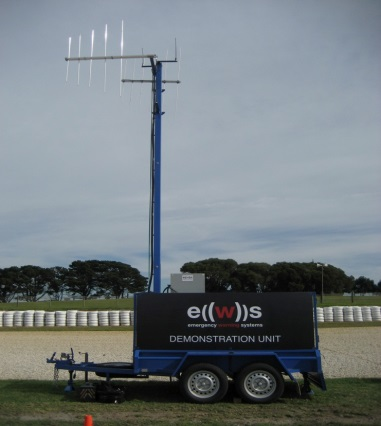 e((w))s
emergency warning systems
DEMONSTRATION UNIT